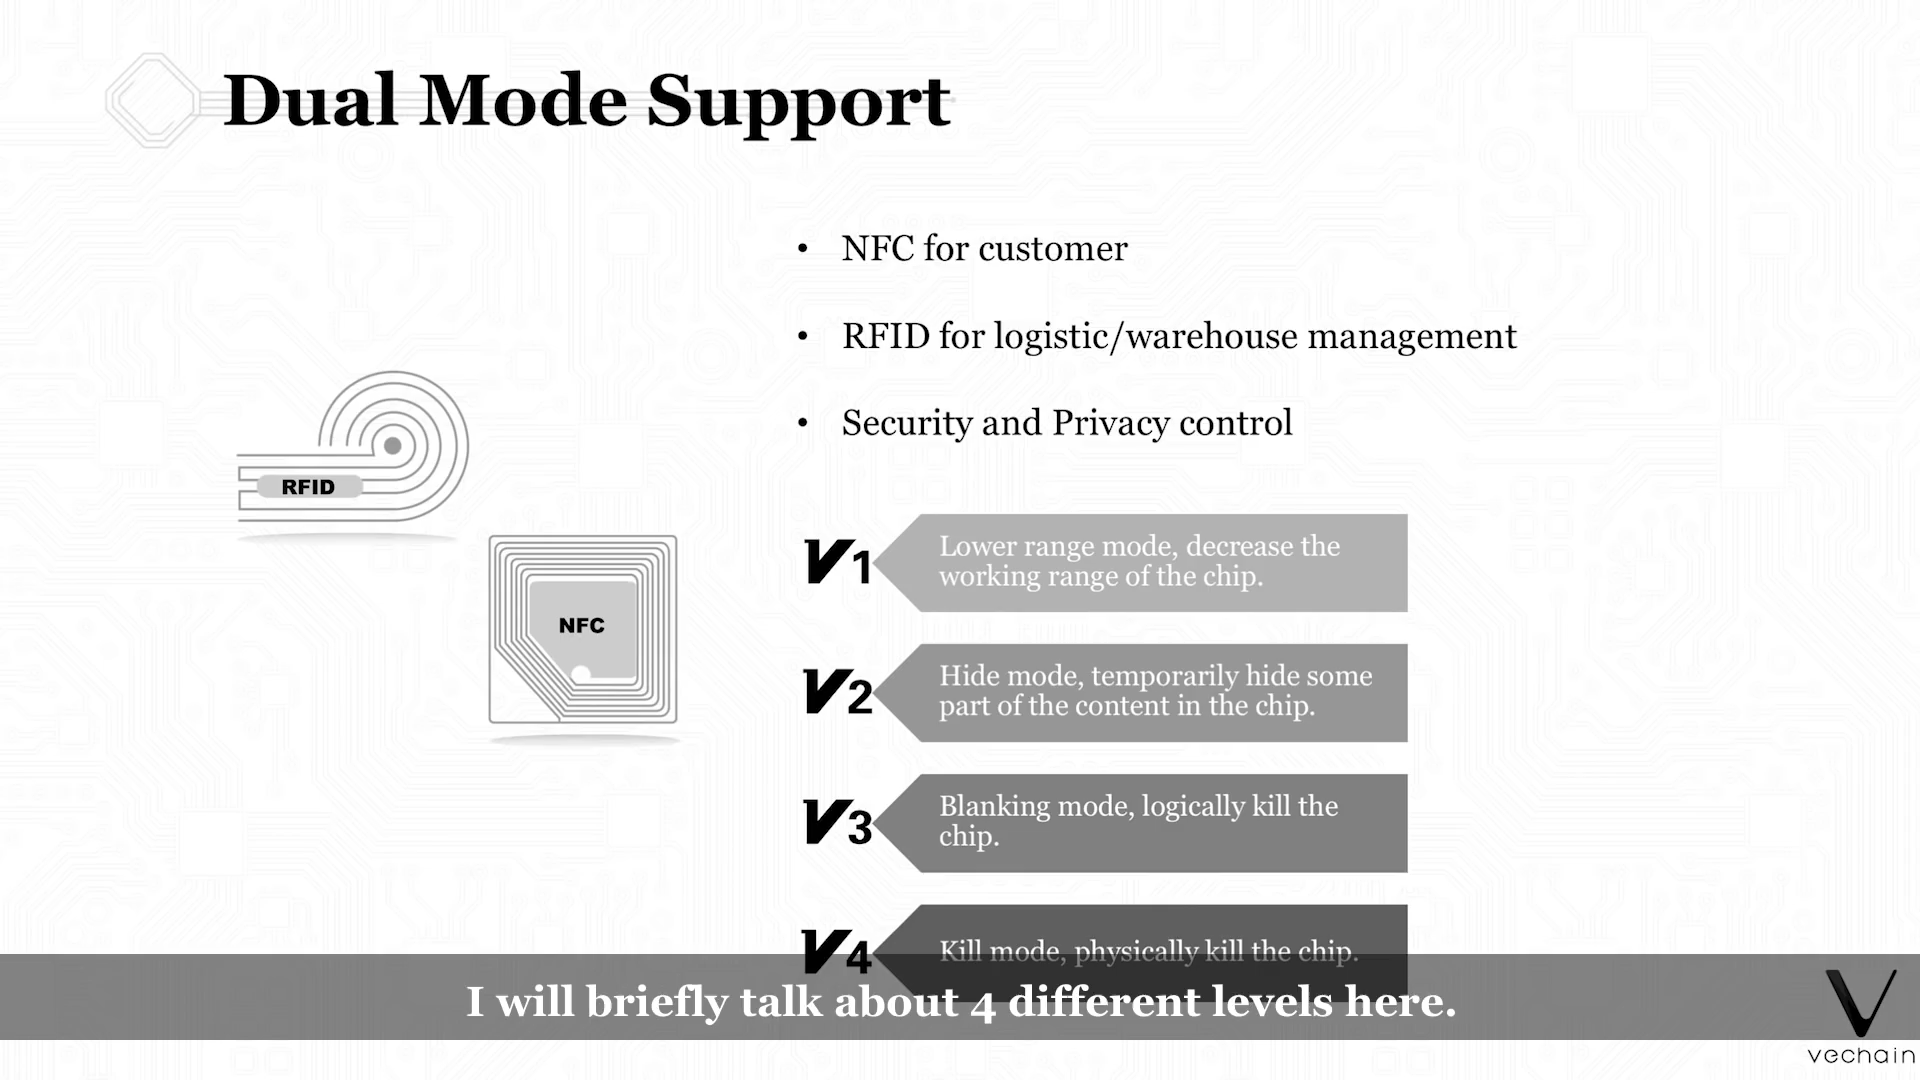 Dual Mode Support
• NFC for customer
• RFID for logistic/warehouse management
• Security and Privacy control
RFID
NFC
V1
Lower range mode, decrease the
working range of the chip.
V2
Hide mode, temporarily hide some
part of the content in the chip.
V3
Blanking mode, logically kill the
chip.
V4
Kill mode, physically kill the chip.
I will briefly talk about 4 different levels here.
vechain